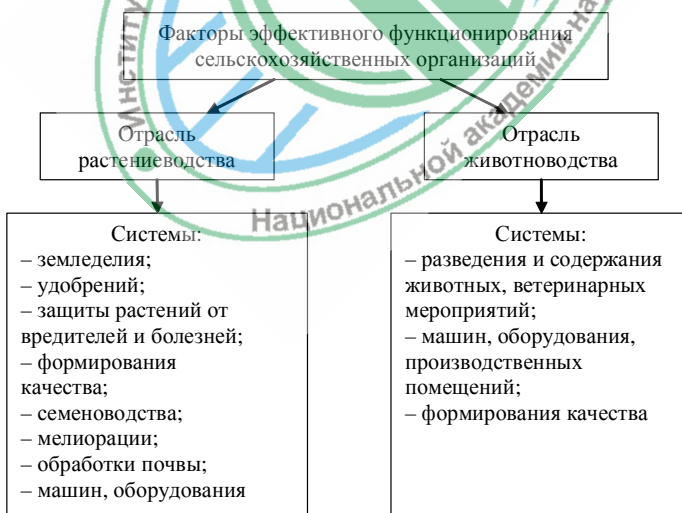 Факторы эффективного функционирования
сельскохозяйственных организаций
Отрасль
растениеводства
Отрасль
животноводства
Системы:
– земледелия;
– удобрений;
– защиты растений от
вредителей и болезней;
– формирования
качества;
– семеноводства;
– мелиорации;
– обработки почвы;
– машин, оборудования
Системы:
– разведения и содержания
животных, ветеринарных
мероприятий;
– машин, оборудования,
производственных
помещений;
– формирования качества
Национальной академии